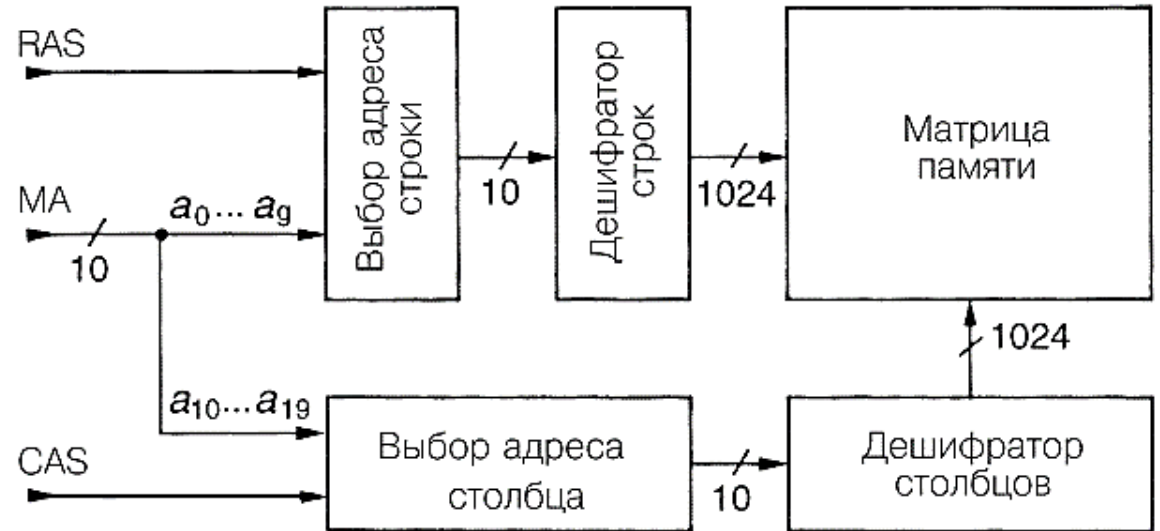 RAS
MA
10
a₀... a₉
a₁₀...a₁₉
CAS
Выбор адреса
строки
10
Дешифратор
строк
1024
Матрица
памяти
1024
Выбор адреса
столбца
10
Дешифратор
столбцов